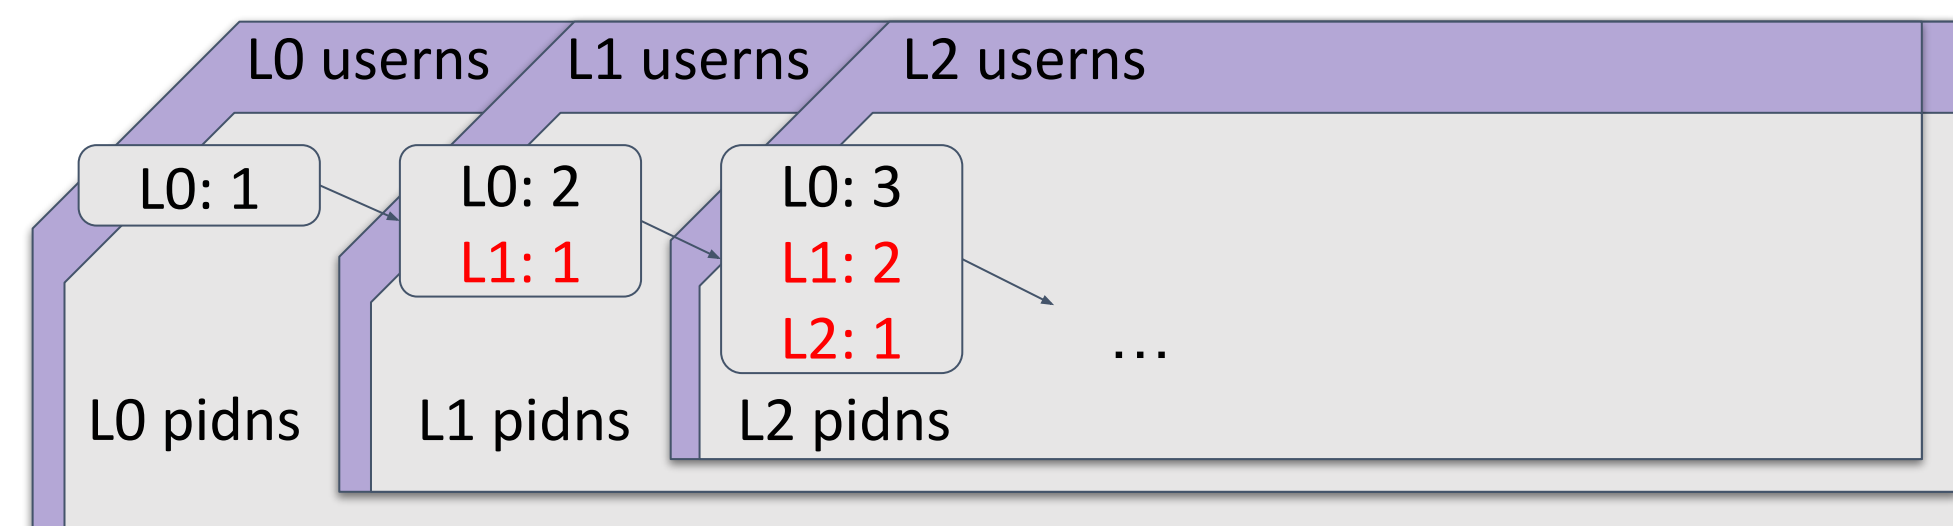 L0 userns
L1 userns
L2 userns
L0: 1
L0: 2
L1: 1
L0: 3
L1: 2
L2: 1
...
L0 pidns
L1 pidns
L2 pidns